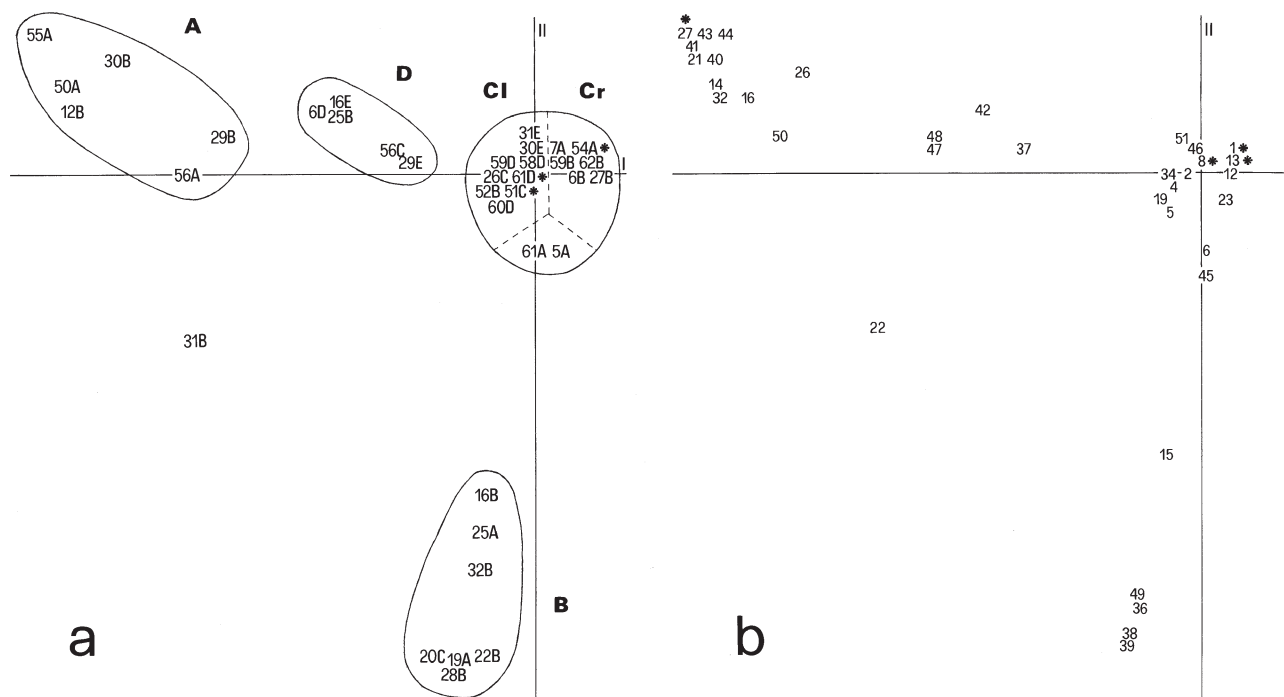 A
55A
30B
50A
12B
29B
56A
D
16E
6D
25B
56C
29E
II
Cl
Cr
31E
30E 7A 54A*
59D 58D 59B 62B
I
26C 61D* 6B 27B
52B 51C*
60D
61A 5A
31B
16B
25A
32B
B
20C 19A 22B
28B
a
*
27 43 44
41
21 40
14
32 16
26
42
50
48
47
37
II
51
46 1*
8* 13*
34 2 12
4
19 23
5
6
45
22
15
49
36
38
39
b